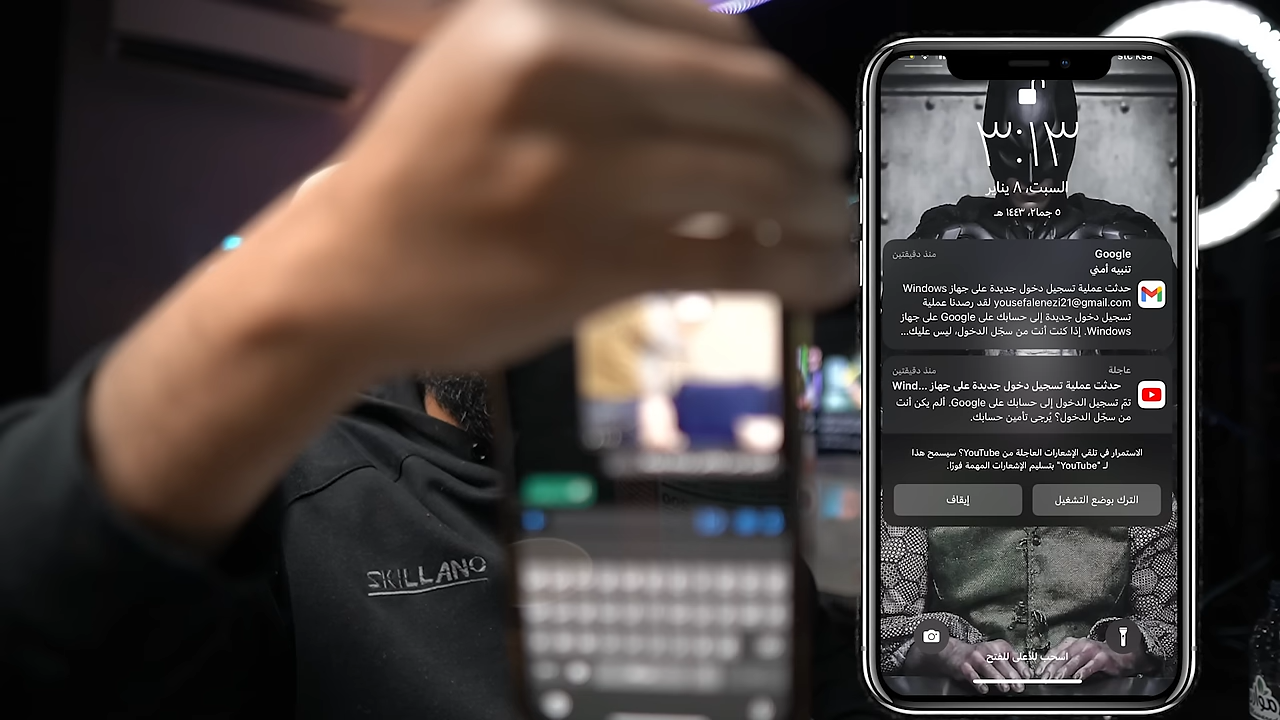 SKILLANO
stc KSA
٣:١٣
السبت، ٨ يناير
٥ جما٢، ١٤٤٣ هـ
Google
منذ دقيقتين
تنبيه أمني
حدثت عملية تسجيل دخول جديدة على جهاز Windows
yousefalenezi21@gmail.com لقد رصدنا عملية
تسجيل دخول جديدة إلى حسابك على Google على جهاز
Windows. إذا كنت أنت من سجّل الدخول، ليس عليك...
عاجلة
منذ دقيقتين
حدثت عملية تسجيل دخول جديدة على جهاز Wind...
تمّ تسجيل الدخول إلى حسابك على Google. ألم يكن أنت
من سجّل الدخول؟ يُرجى تأمين حسابك.
الاستمرار في تلقي الإشعارات العاجلة من YouTube؟ سيسمح هذا
لـ "YouTube" بتسليم الإشعارات المهمة فورًا.
الترك بوضع التشغيل
إيقاف
اسحب للأعلى للفتح